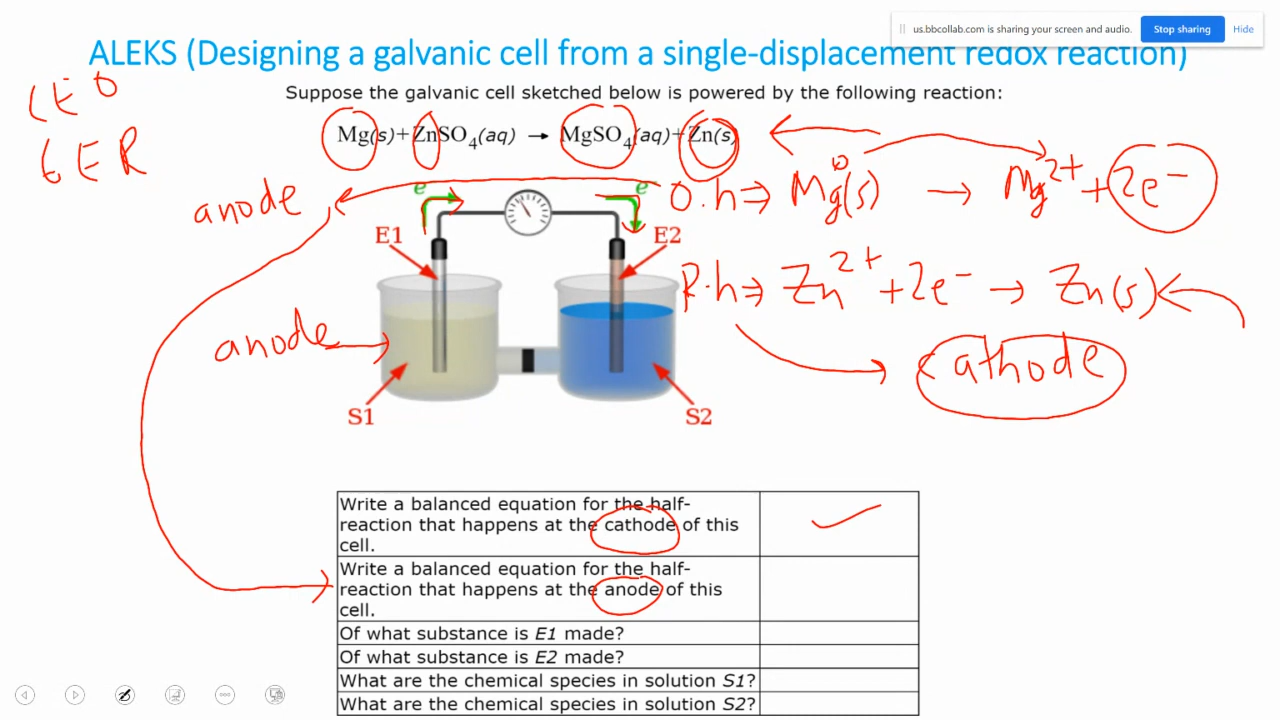 us.bbcollab.com is sharing your screen and audio. Stop sharing Hide
ALEKS (Designing a galvanic cell from a single-displacement redox reaction)
LEO
GER
Suppose the galvanic cell sketched below is powered by the following reaction:
Mg(s)+ZnSO₄(aq) → MgSO₄(aq)+Zn(s)
anode
O.h ⇒ Mg⁰(s) → Mg²⁺ + 2e⁻
e⁻ e⁻
E1 E2
R.h ⇒ Zn²⁺ + 2e⁻ → Zn(s)
anode
cathode
S1 S2
Write a balanced equation for the half-
reaction that happens at the cathode of this
cell.
Write a balanced equation for the half-
reaction that happens at the anode of this
cell.
Of what substance is E1 made?
Of what substance is E2 made?
What are the chemical species in solution S1?
What are the chemical species in solution S2?